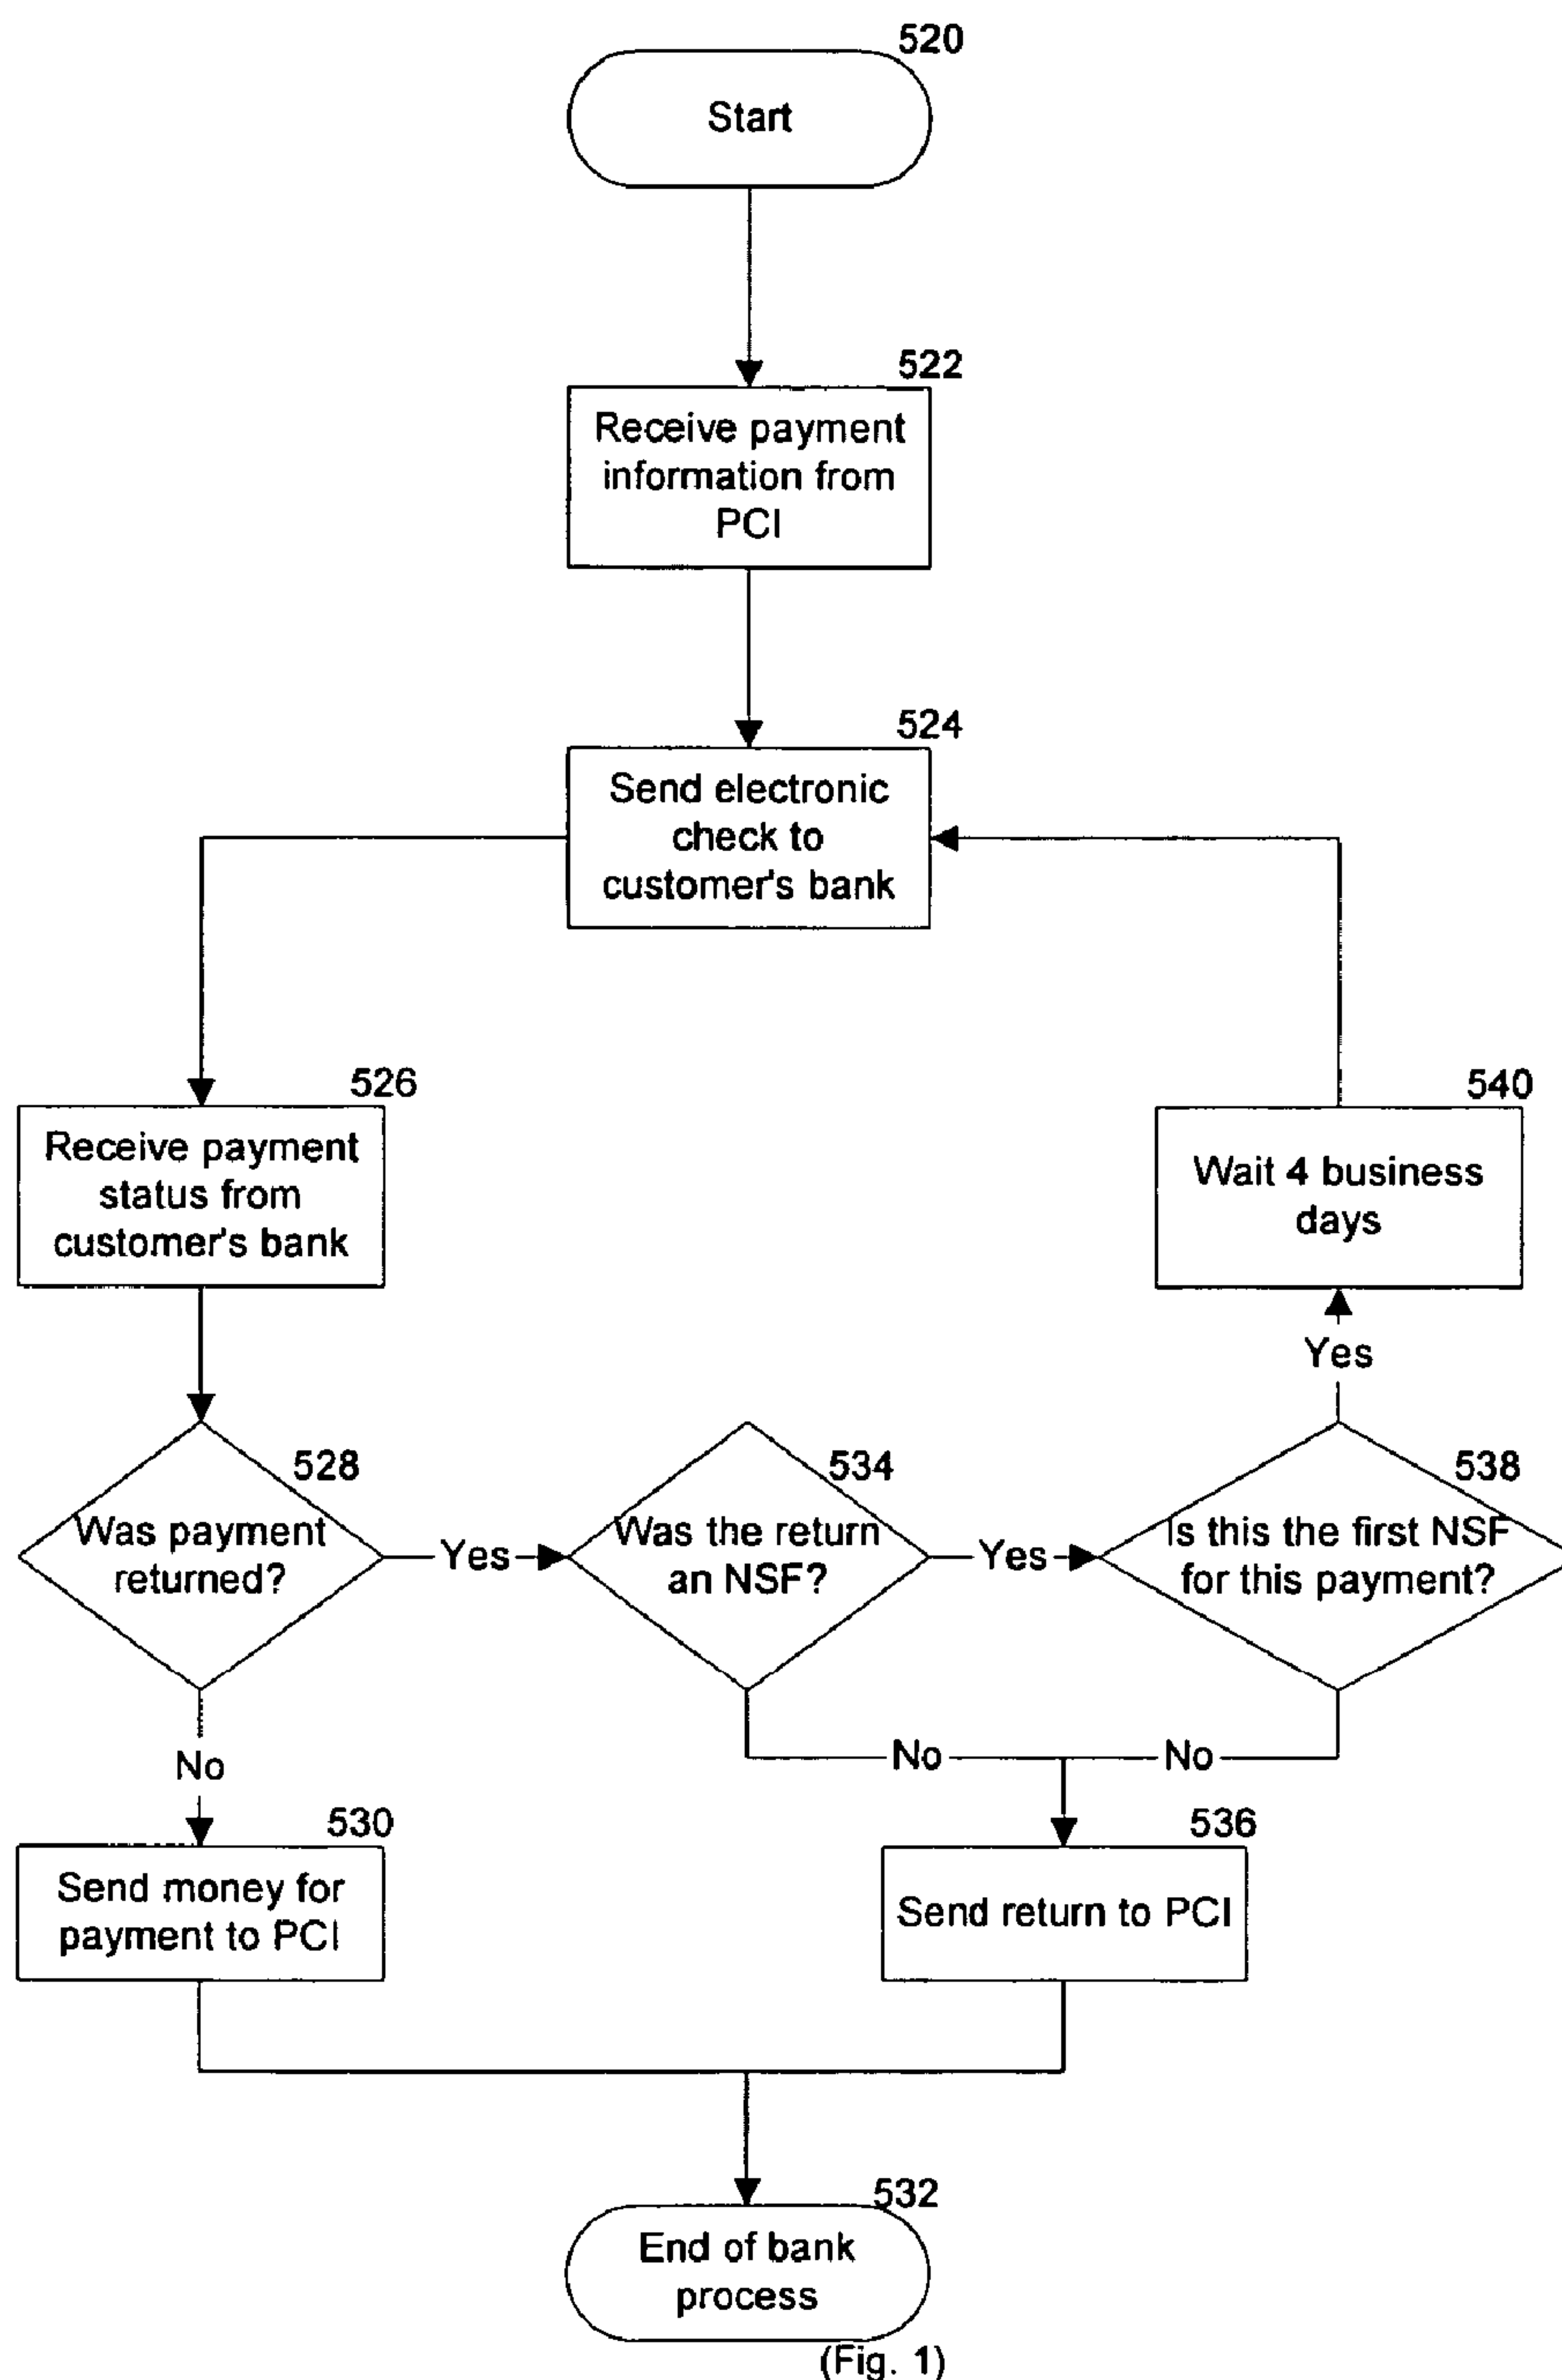 520
Start
522
Receive payment
information from
PCI
524
Send electronic
check to
customer's bank
526
Receive payment
status from
customer's bank
540
Wait 4 business
days
Yes
528
Was payment
returned?
Yes
534
Was the return
an NSF?
Yes
538
Is this the first NSF
for this payment?
No
No
No
530
Send money for
payment to PCI
536
Send return to PCI
532
End of bank
process
(Fig. 1)